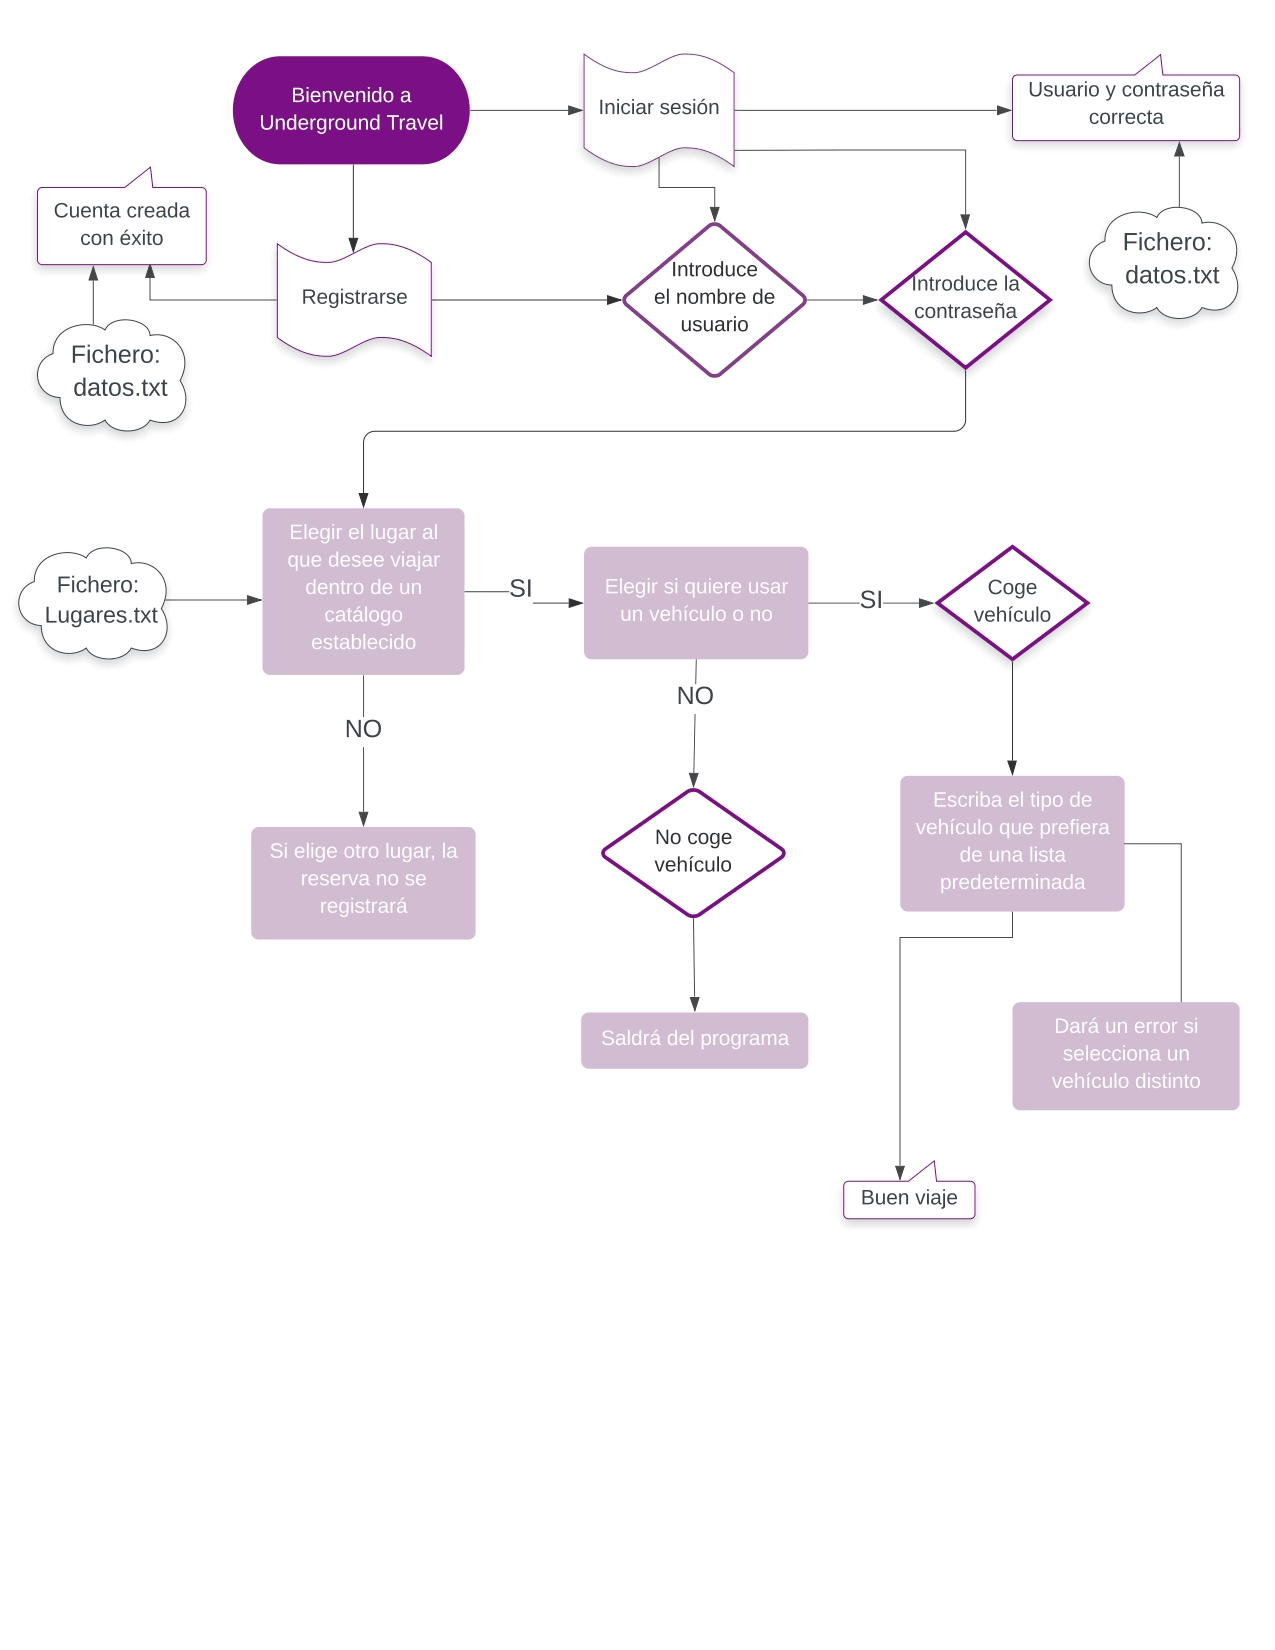 Bienvenido a
Underground Travel
Iniciar sesión
Usuario y contraseña
correcta
Cuenta creada
con éxito
Registrarse
Introduce
el nombre de
usuario
Introduce la
contraseña
Fichero:
datos.txt
Fichero:
datos.txt
Elegir el lugar al
que desee viajar
dentro de un
catálogo
establecido
Fichero:
Lugares.txt
SI
Elegir si quiere usar
un vehículo o no
SI
Coge
vehículo
NO
NO
Si elige otro lugar, la
reserva no se
registrará
No coge
vehículo
Escriba el tipo de
vehículo que prefiera
de una lista
predeterminada
Saldrá del programa
Dará un error si
selecciona un
vehículo distinto
Buen viaje